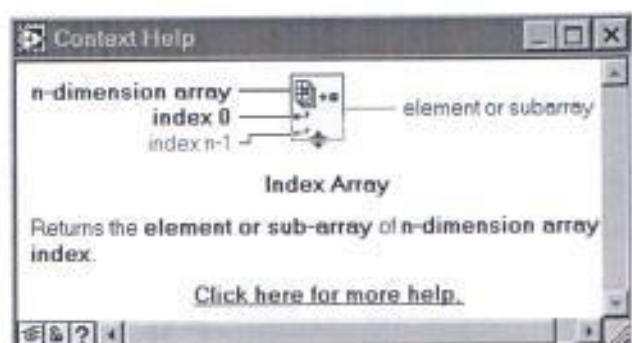 Context Help
n-dimension array
index 0
index n-1
element or subarray
Index Array
Returns the element or sub-array of n-dimension array
index.
Click here for more help.
?